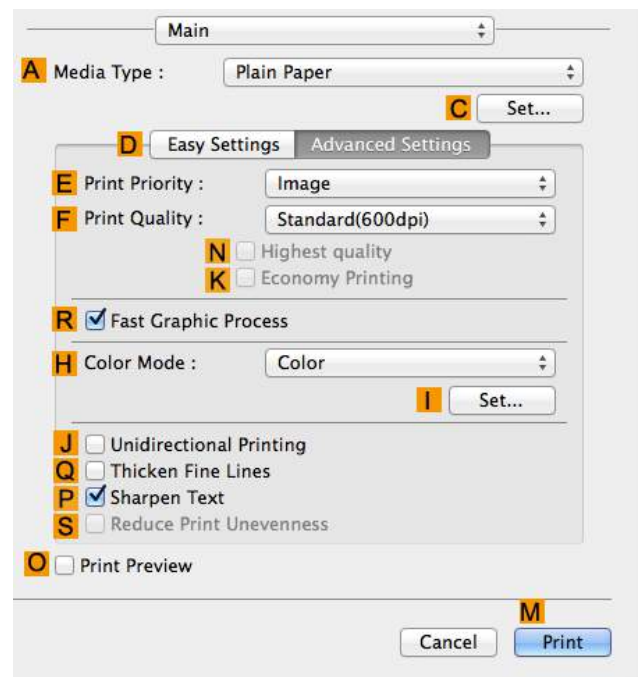 Main
A Media Type : Plain Paper
C Set...
D Easy Settings Advanced Settings
E Print Priority : Image
F Print Quality : Standard(600dpi)
N Highest quality
K Economy Printing
R Fast Graphic Process
H Color Mode : Color
I Set...
J Unidirectional Printing
Q Thicken Fine Lines
P Sharpen Text
S Reduce Print Unevenness
O Print Preview
M
Cancel Print